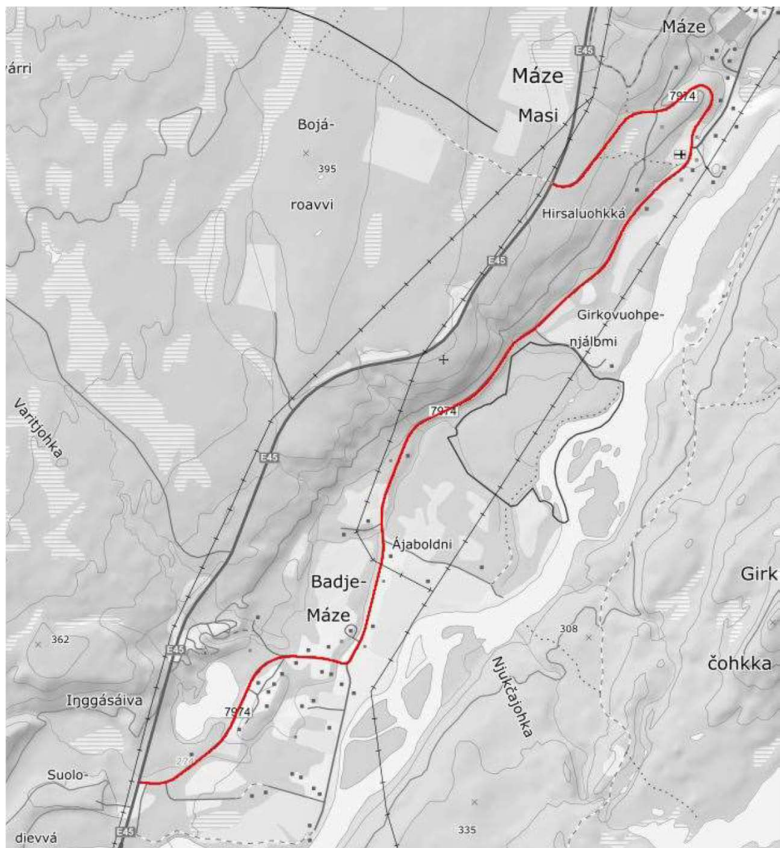 Máze
E45
7974
várri
Máze
Masi
Bojá-
395
roavvi
Hirsaluohkká
E45
Girkovuohpe-
njálbmi
7974
Varitjohka
E45
Ájaboldni
Badje-
Máze
Girk
308
362
E45
čohkka
Njukčajohka
Iŋggásáiva
7974
Suolo-
335
E45
dievvá